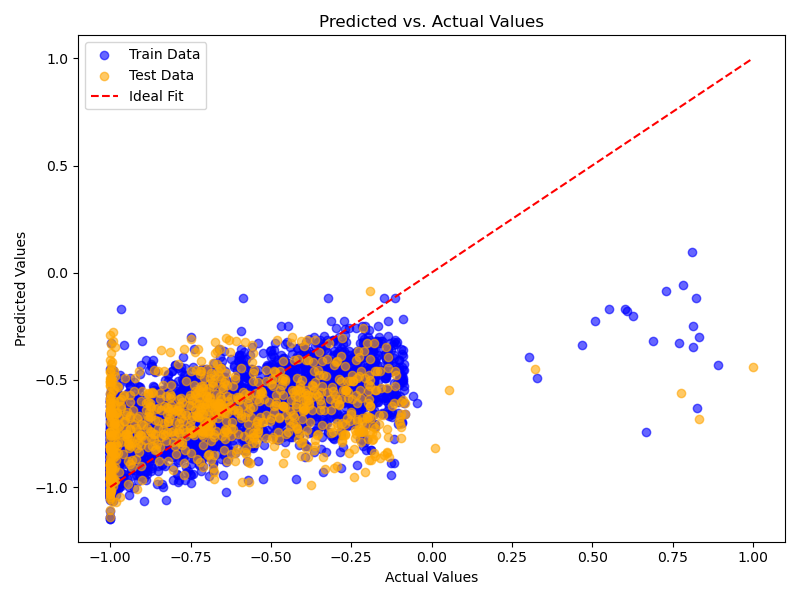 Predicted vs. Actual Values
Train Data
Test Data
Ideal Fit
1.0
0.5
0.0
−0.5
−1.0
Predicted Values
−1.00 −0.75 −0.50 −0.25 0.00 0.25 0.50 0.75 1.00
Actual Values